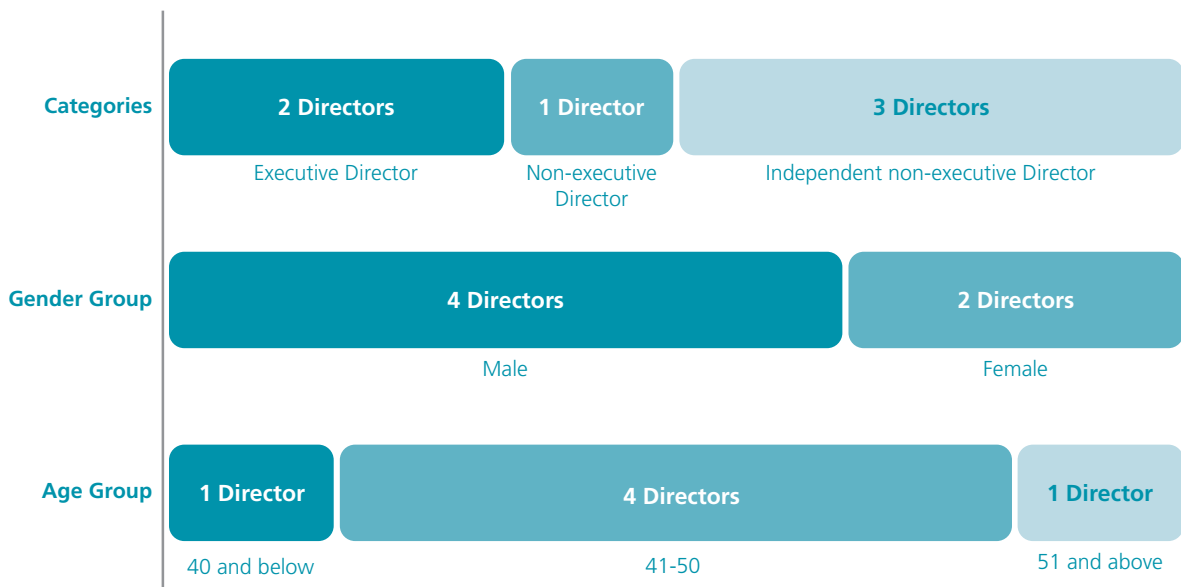 Categories
2 Directors
1 Director
3 Directors
Executive Director
Non-executive
Director
Independent non-executive Director
Gender Group
4 Directors
2 Directors
Male
Female
Age Group
1 Director
4 Directors
1 Director
40 and below
41-50
51 and above